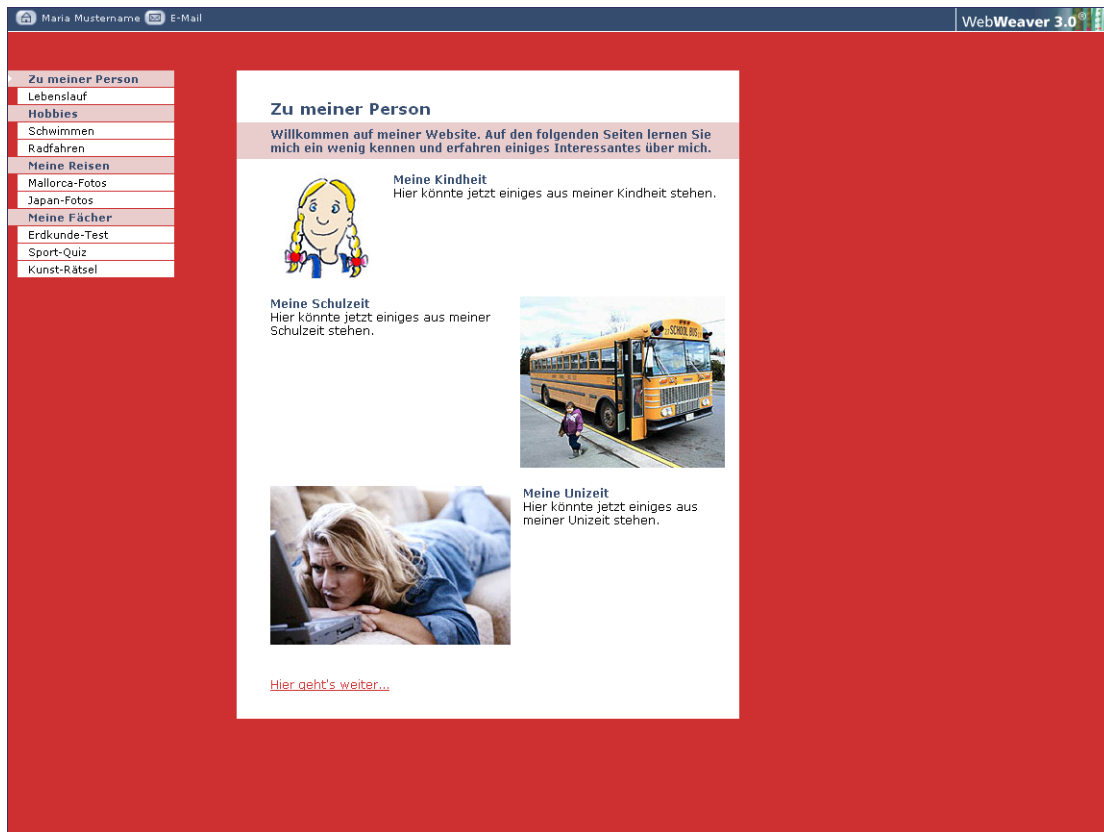 Maria Mustername E-Mail
WebWeaver 3.0®
Zu meiner Person
Lebenslauf
Hobbies
Schwimmen
Radfahren
Meine Reisen
Mallorca-Fotos
Japan-Fotos
Meine Fächer
Erdkunde-Test
Sport-Quiz
Kunst-Rätsel
Zu meiner Person
Willkommen auf meiner Website. Auf den folgenden Seiten lernen Sie
mich ein wenig kennen und erfahren einiges Interessantes über mich.
Meine Kindheit
Hier könnte jetzt einiges aus meiner Kindheit stehen.
Meine Schulzeit
Hier könnte jetzt einiges aus meiner
Schulzeit stehen.
SCHOOL BUS
Meine Unizeit
Hier könnte jetzt einiges aus
meiner Unizeit stehen.
Hier geht's weiter...